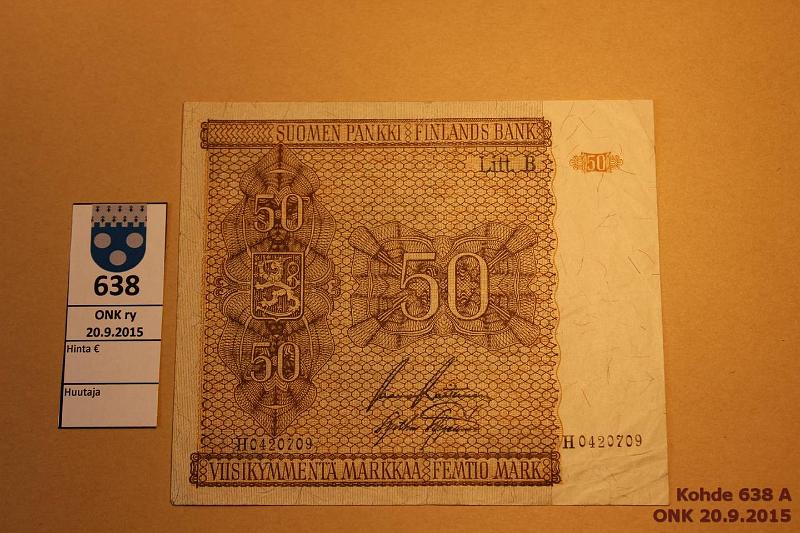 SUOMEN PANKKI FINLANDS BANK
Litt. B
50
50
50
50
H0420709
H0420709
VIISIKYMMENTÄ MARKKAA FEMTIO MARK
638
ONK ry
20.9.2015
Hinta €
Huutaja
Kohde 638 A
ONK 20.9.2015